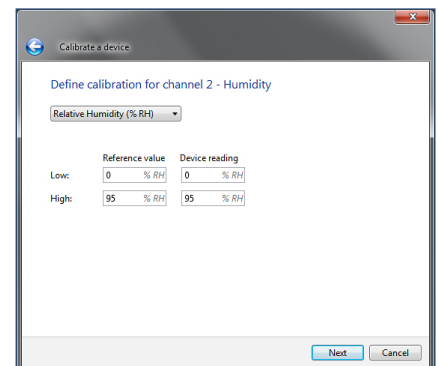 Calibrate a device
Define calibration for channel 2 - Humidity
Relative Humidity (% RH)
Reference value Device reading
Low: 0 % RH 0 % RH
High: 95 % RH 95 % RH
Next Cancel